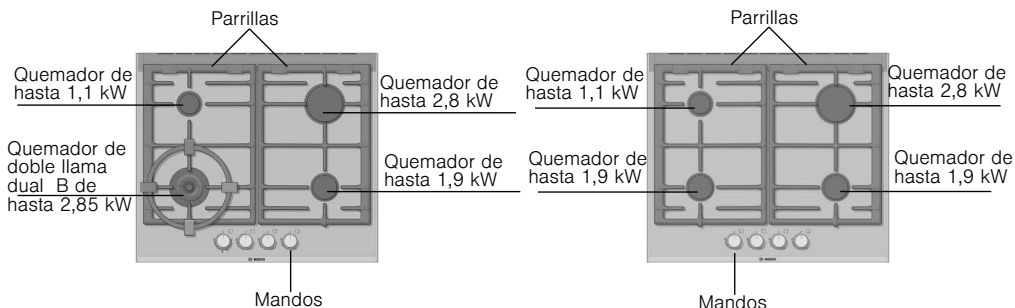 Parrillas
Quemador de
hasta 1,1 kW
Quemador de
hasta 2,8 kW
Quemador de
doble llama
dual B de
hasta 2,85 kW
Quemador de
hasta 1,9 kW
BOSCH
Mandos
Parrillas
Quemador de
hasta 1,1 kW
Quemador de
hasta 2,8 kW
Quemador de
hasta 1,9 kW
Quemador de
hasta 1,9 kW
BOSCH
Mandos